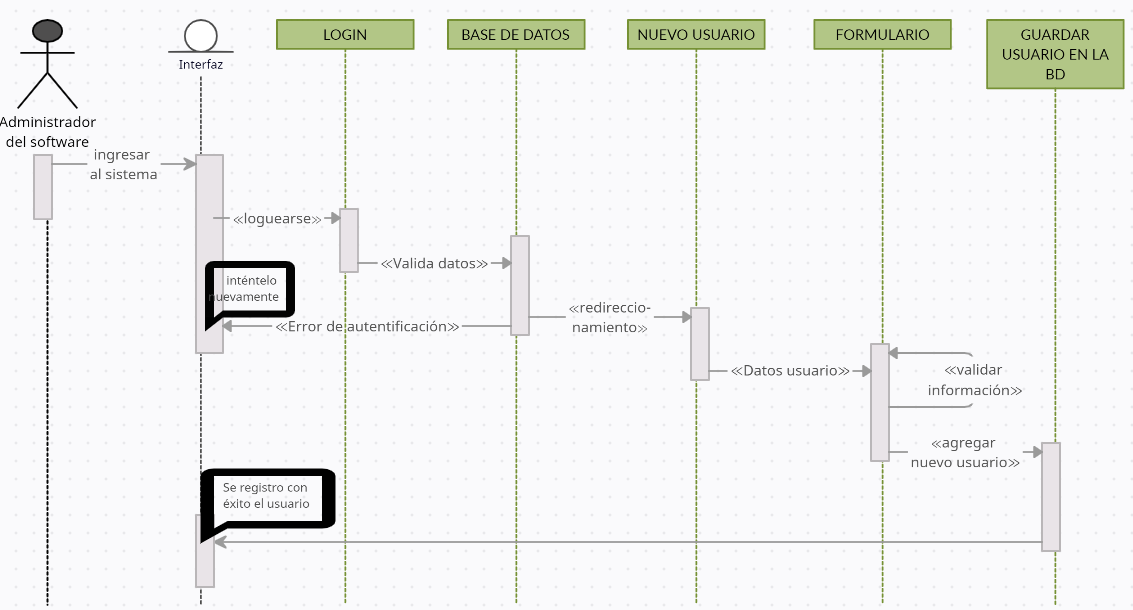 LOGIN
BASE DE DATOS
NUEVO USUARIO
FORMULARIO
GUARDAR
USUARIO EN LA
BD
Interfaz
Administrador
del software
ingresar
al sistema
«loguearse»
«Valida datos»
inténtelo
nuevamente
«redireccio-
namiento»
«Error de autentificación»
«Datos usuario»
«validar
información»
«agregar
nuevo usuario»
Se registro con
éxito el usuario